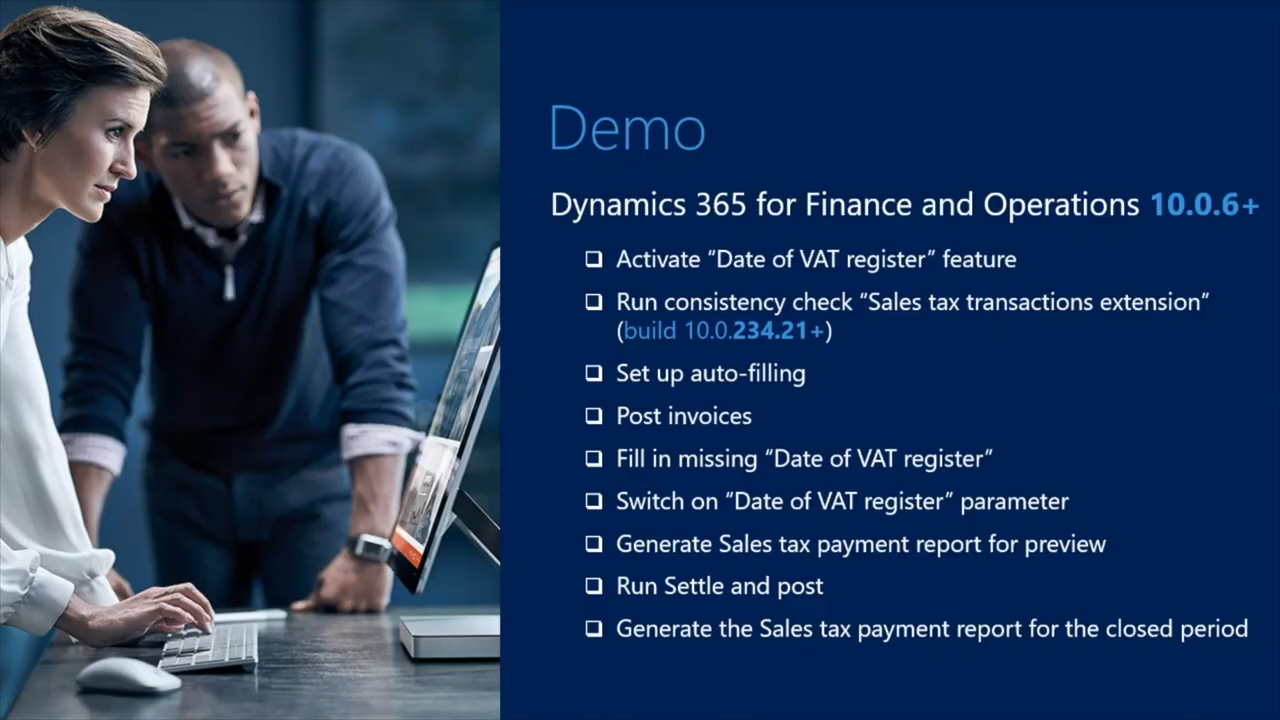 Demo
Dynamics 365 for Finance and Operations 10.0.6+
❑ Activate “Date of VAT register” feature
❑ Run consistency check “Sales tax transactions extension”
(build 10.0.234.21+)
❑ Set up auto-filling
❑ Post invoices
❑ Fill in missing “Date of VAT register”
❑ Switch on “Date of VAT register” parameter
❑ Generate Sales tax payment report for preview
❑ Run Settle and post
❑ Generate the Sales tax payment report for the closed period